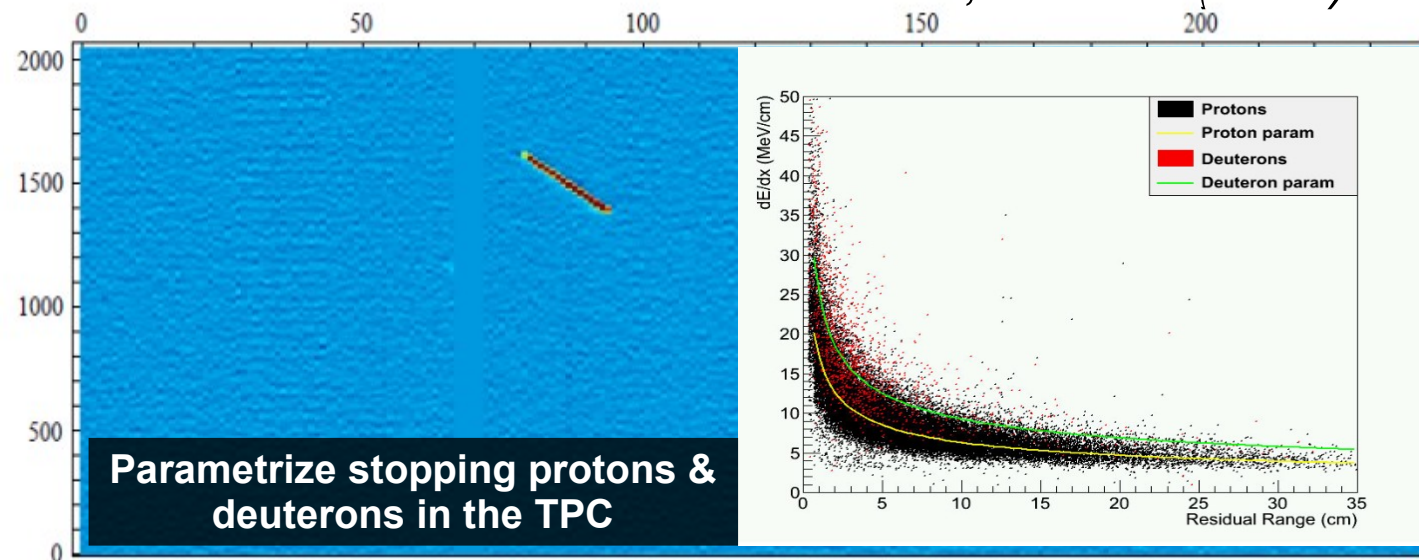 0 50 100 150 200
2000
1500
1000
500
0
Parametrize stopping protons &
deuterons in the TPC
dE/dx (MeV/cm)
50
45
40
35
30
25
20
15
10
5
0
0 5 10 15 20 25 30 35
Residual Range (cm)
Protons
Proton param
Deuterons
Deuteron param